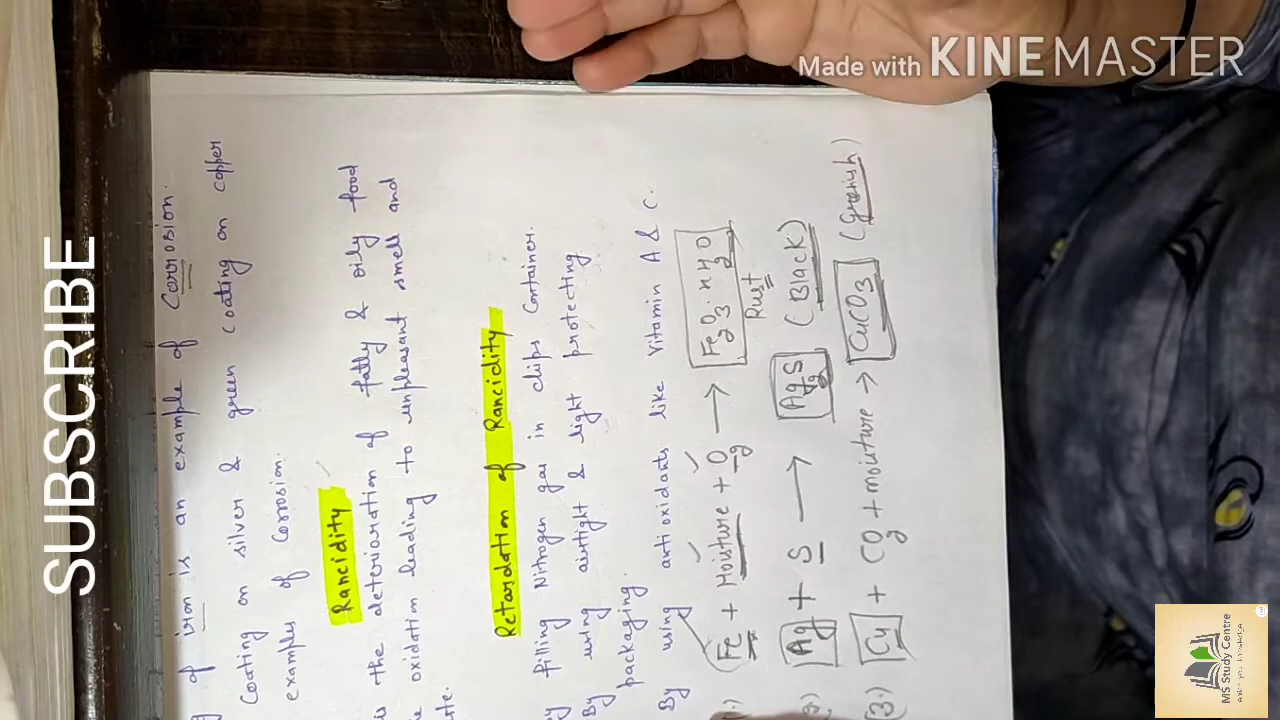 of iron is an example of Corrosion.
Coating on silver & green coating on copper
examples of Corrosion.
Rancidity
the deterioration of fatty & oily food
oxidation leading to unpleasant smell and
Retardation of Rancidity
filling Nitrogen gas in chips Container.
By using airtight & light protecting
packaging.
By using antioxidants like Vitamin A & C.
Fe + Moisture + O2 → Fe2O3.nH2O
Rust
Ag + S → Ag2S (Black)
(3.) Cu + CO2 + moisture → CuCO3 (Grenish)
SUBSCRIBE
Made with KINEMASTER
MS Study Centre